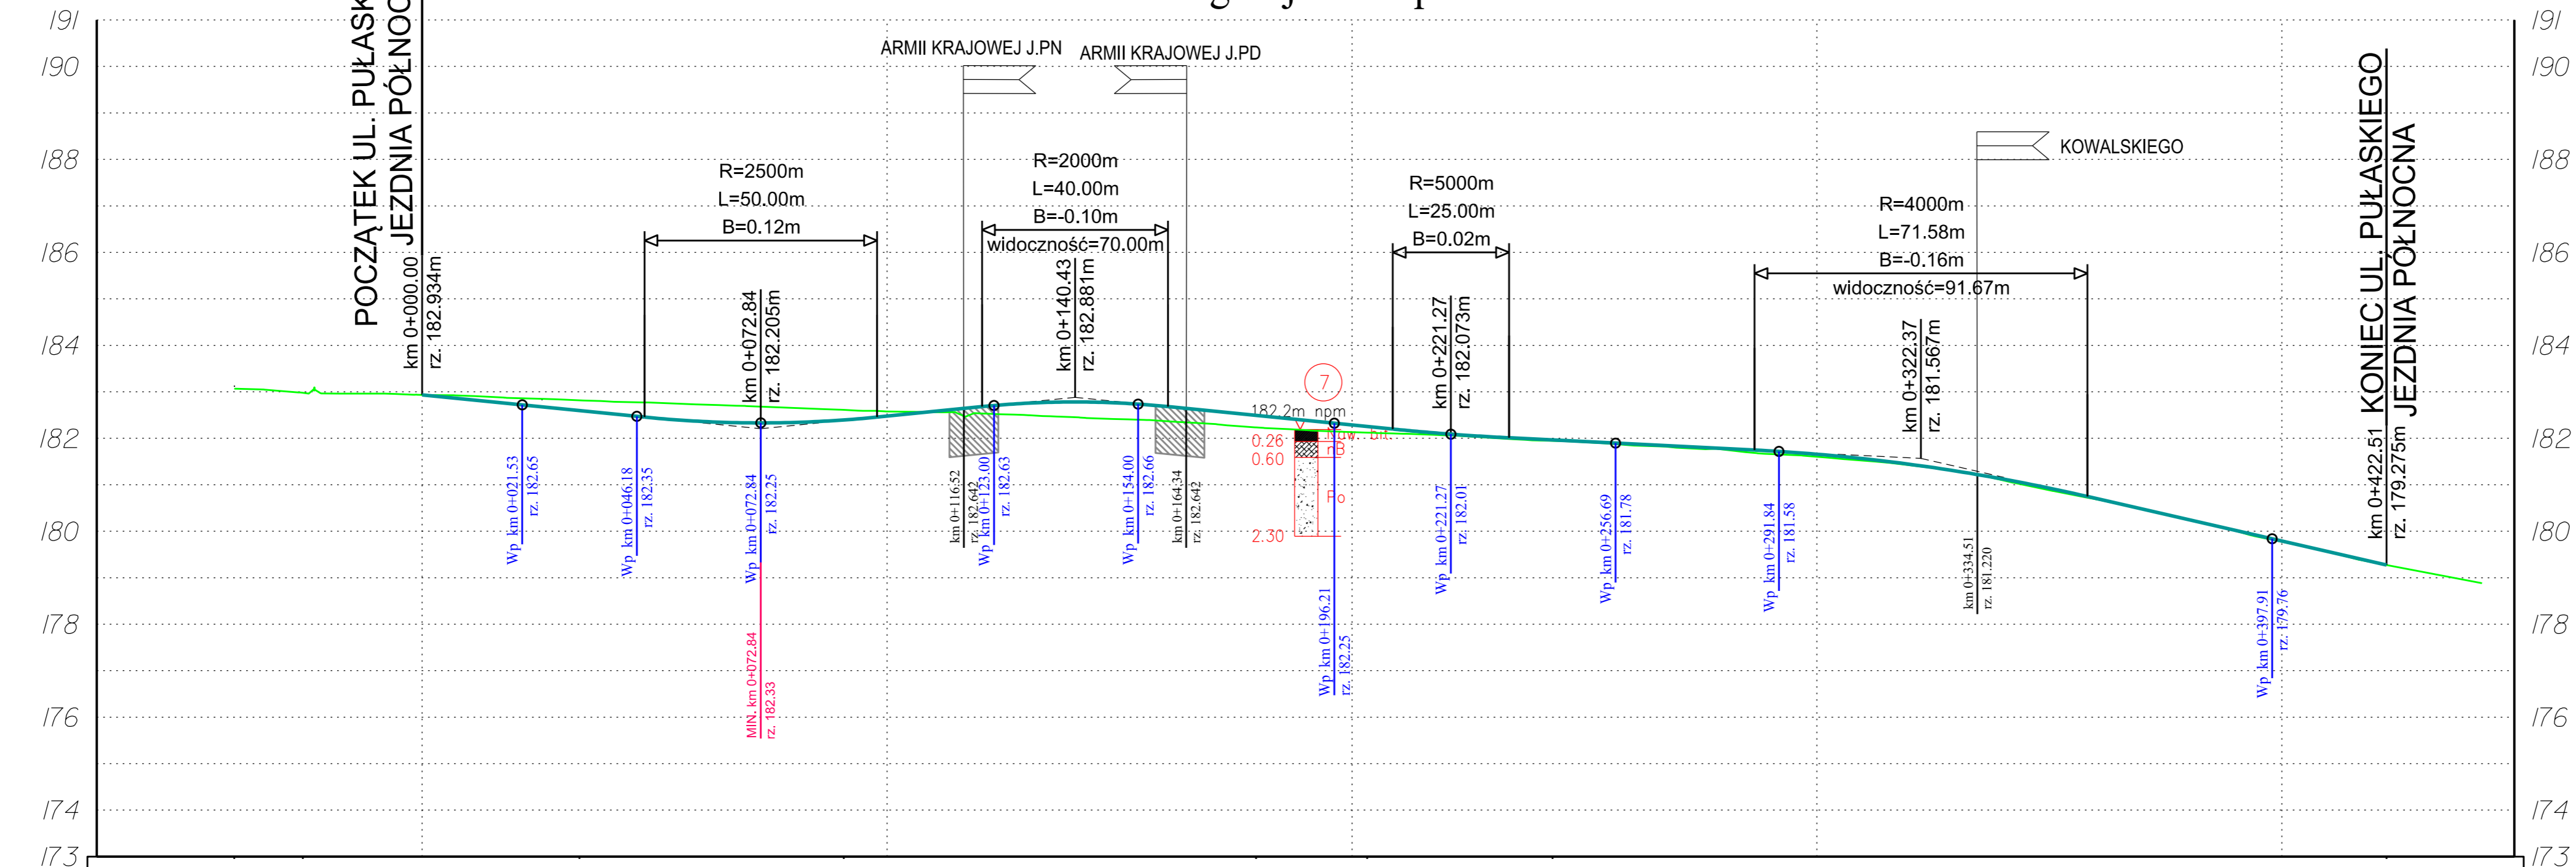 191
190
188
186
184
182
180
178
176
174
173
POCZĄTEK UL.
JEZDNIA
km 0+000.00
rz. 182.934m
R=2500m
L=50.00m
B=0.12m
km 0+072.84
rz. 182.205m
ARMII KRAJOWEJ J.PN
ARMII KRAJOWEJ J.PD
R=2000m
L=40.00m
B=-0.10m
widoczność=70.00m
km 0+140.43
rz. 182.881m
R=5000m
L=25.00m
B=0.02m
km 0+221.27
rz. 182.073m
KOWALSKIEGO
R=4000m
L=71.58m
B=-0.16m
widoczność=91.67m
km 0+322.37
rz. 181.567m
KONIEC UL. PUŁASKIEGO
JEZDNIA PÓŁNOCNA
km 0+422.51
rz. 179.275m
7
182.2m npm
0.26
0.60
2.30
nB
Po
Wp km 0+021.53
rz. 182.65
Wp km 0+046.18
rz. 182.35
Wp km 0+072.84
rz. 182.25
MIN. km 0+072.84
rz. 182.33
km 0+116.52
rz. 182.642
Wp km 0+123.00
rz. 182.63
Wp km 0+154.00
rz. 182.66
km 0+164.34
rz. 182.642
Wp km 0+196.21
rz. 182.25
Wp km 0+221.27
rz. 182.01
Wp km 0+256.69
rz. 181.78
Wp km 0+291.84
rz. 181.58
km 0+334.51
rz. 181.220
Wp km 0+397.91
rz. 179.76
191
190
188
186
184
182
180
178
176
174
173